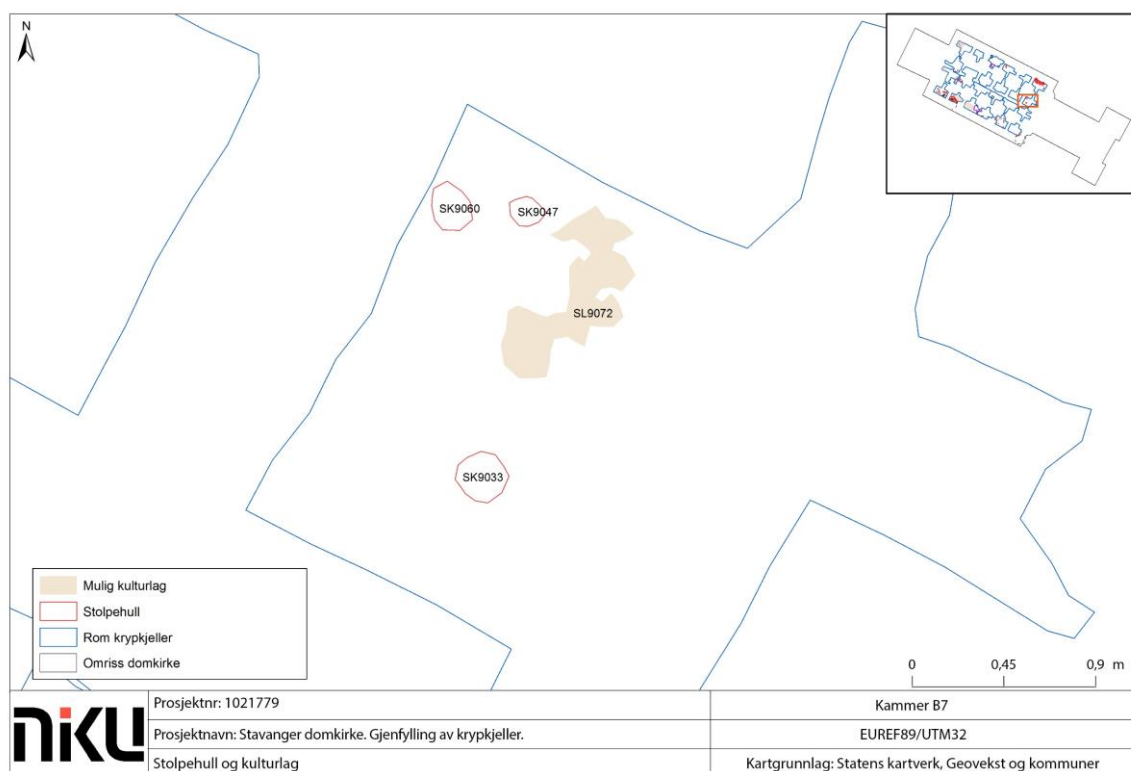 N
SK9060
SK9047
SL9072
SK9033
Mulig kulturlag
Stolpehull
Rom krypkjeller
Omriss domkirke
0 0,45 0,9 m
NIKU
Prosjektnr: 1021779
Kammer B7
Prosjektnavn: Stavanger domkirke. Gjenfylling av krypkjeller.
EUREF89/UTM32
Stolpehull og kulturlag
Kartgrunnlag: Statens kartverk, Geovekst og kommuner